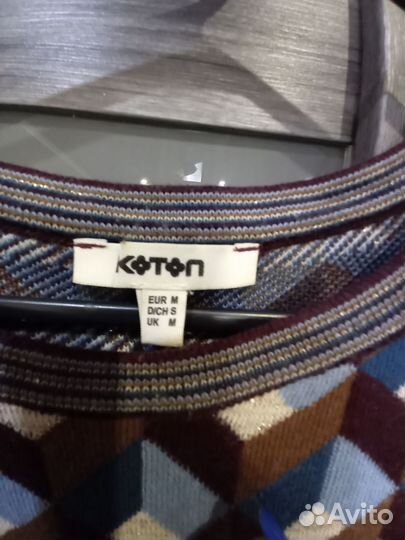 KOTON
EUR M
D/CH S
UK M
Avito